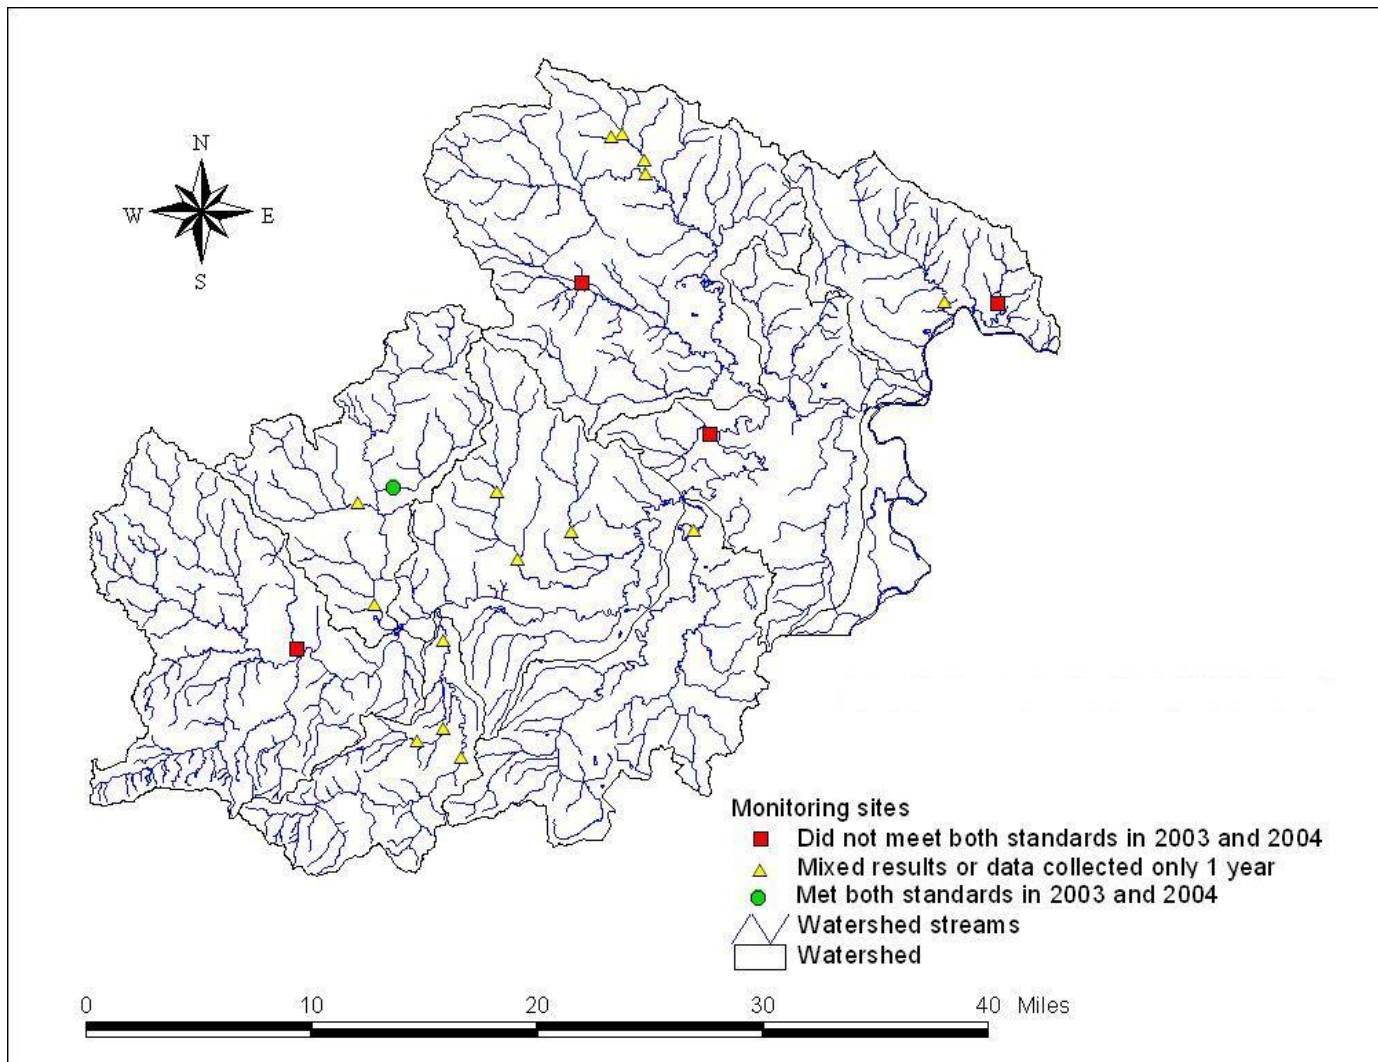 N
W E
S
Monitoring sites
Did not meet both standards in 2003 and 2004
Mixed results or data collected only 1 year
Met both standards in 2003 and 2004
Watershed streams
Watershed
0 10 20 30 40 Miles